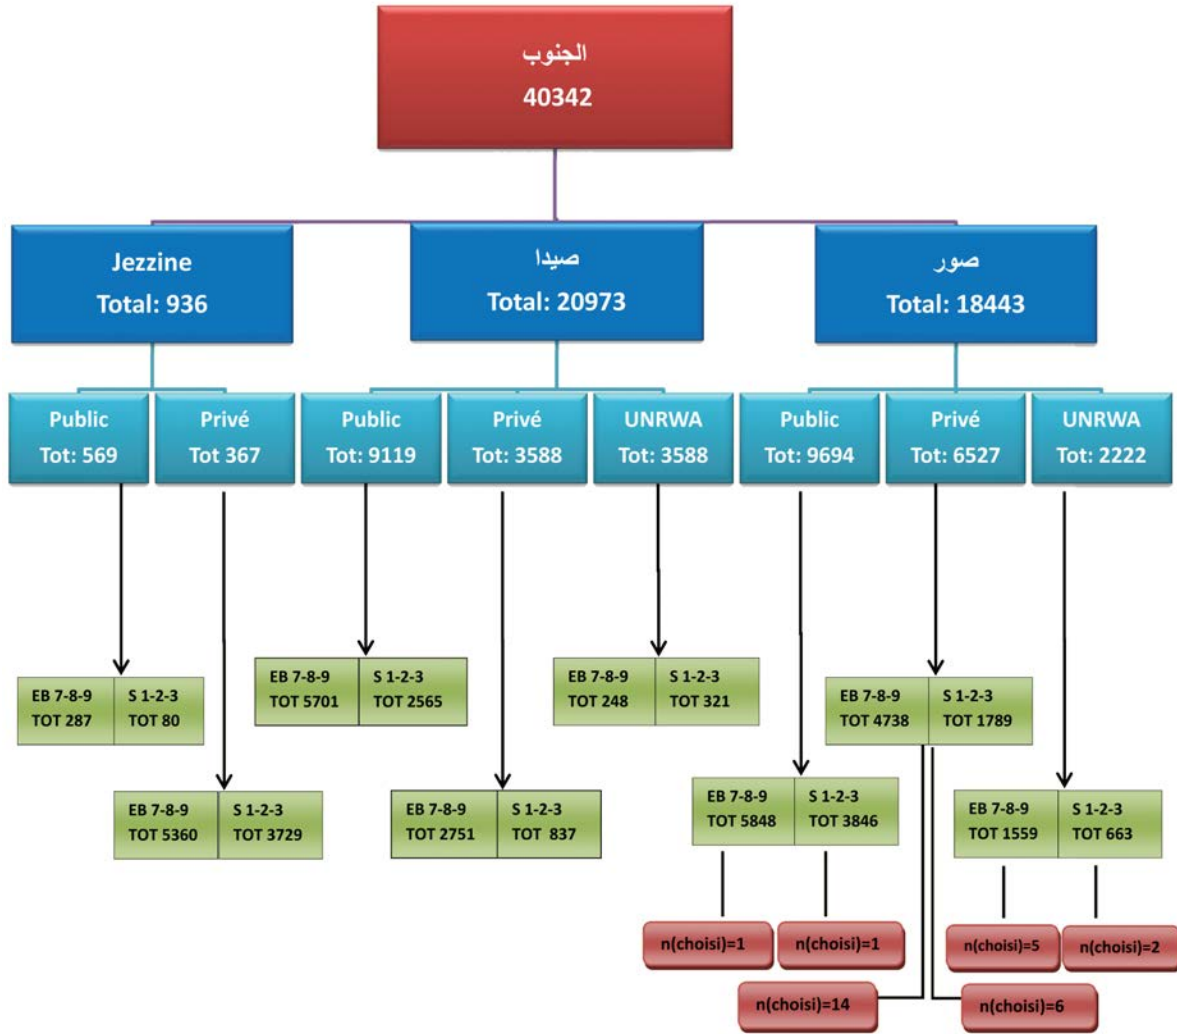 الجنوب
40342
Jezzine
Total: 936
صيدا
Total: 20973
صور
Total: 18443
Public
Tot: 569
Privé
Tot 367
Public
Tot: 9119
Privé
Tot: 3588
UNRWA
Tot: 3588
Public
Tot: 9694
Privé
Tot: 6527
UNRWA
Tot: 2222
EB 7-8-9
TOT 287
S 1-2-3
TOT 80
EB 7-8-9
TOT 5701
S 1-2-3
TOT 2565
EB 7-8-9
TOT 248
S 1-2-3
TOT 321
EB 7-8-9
TOT 4738
S 1-2-3
TOT 1789
EB 7-8-9
TOT 5360
S 1-2-3
TOT 3729
EB 7-8-9
TOT 2751
S 1-2-3
TOT 837
EB 7-8-9
TOT 5848
S 1-2-3
TOT 3846
EB 7-8-9
TOT 1559
S 1-2-3
TOT 663
n(choisi)=1
n(choisi)=1
n(choisi)=5
n(choisi)=2
n(choisi)=14
n(choisi)=6